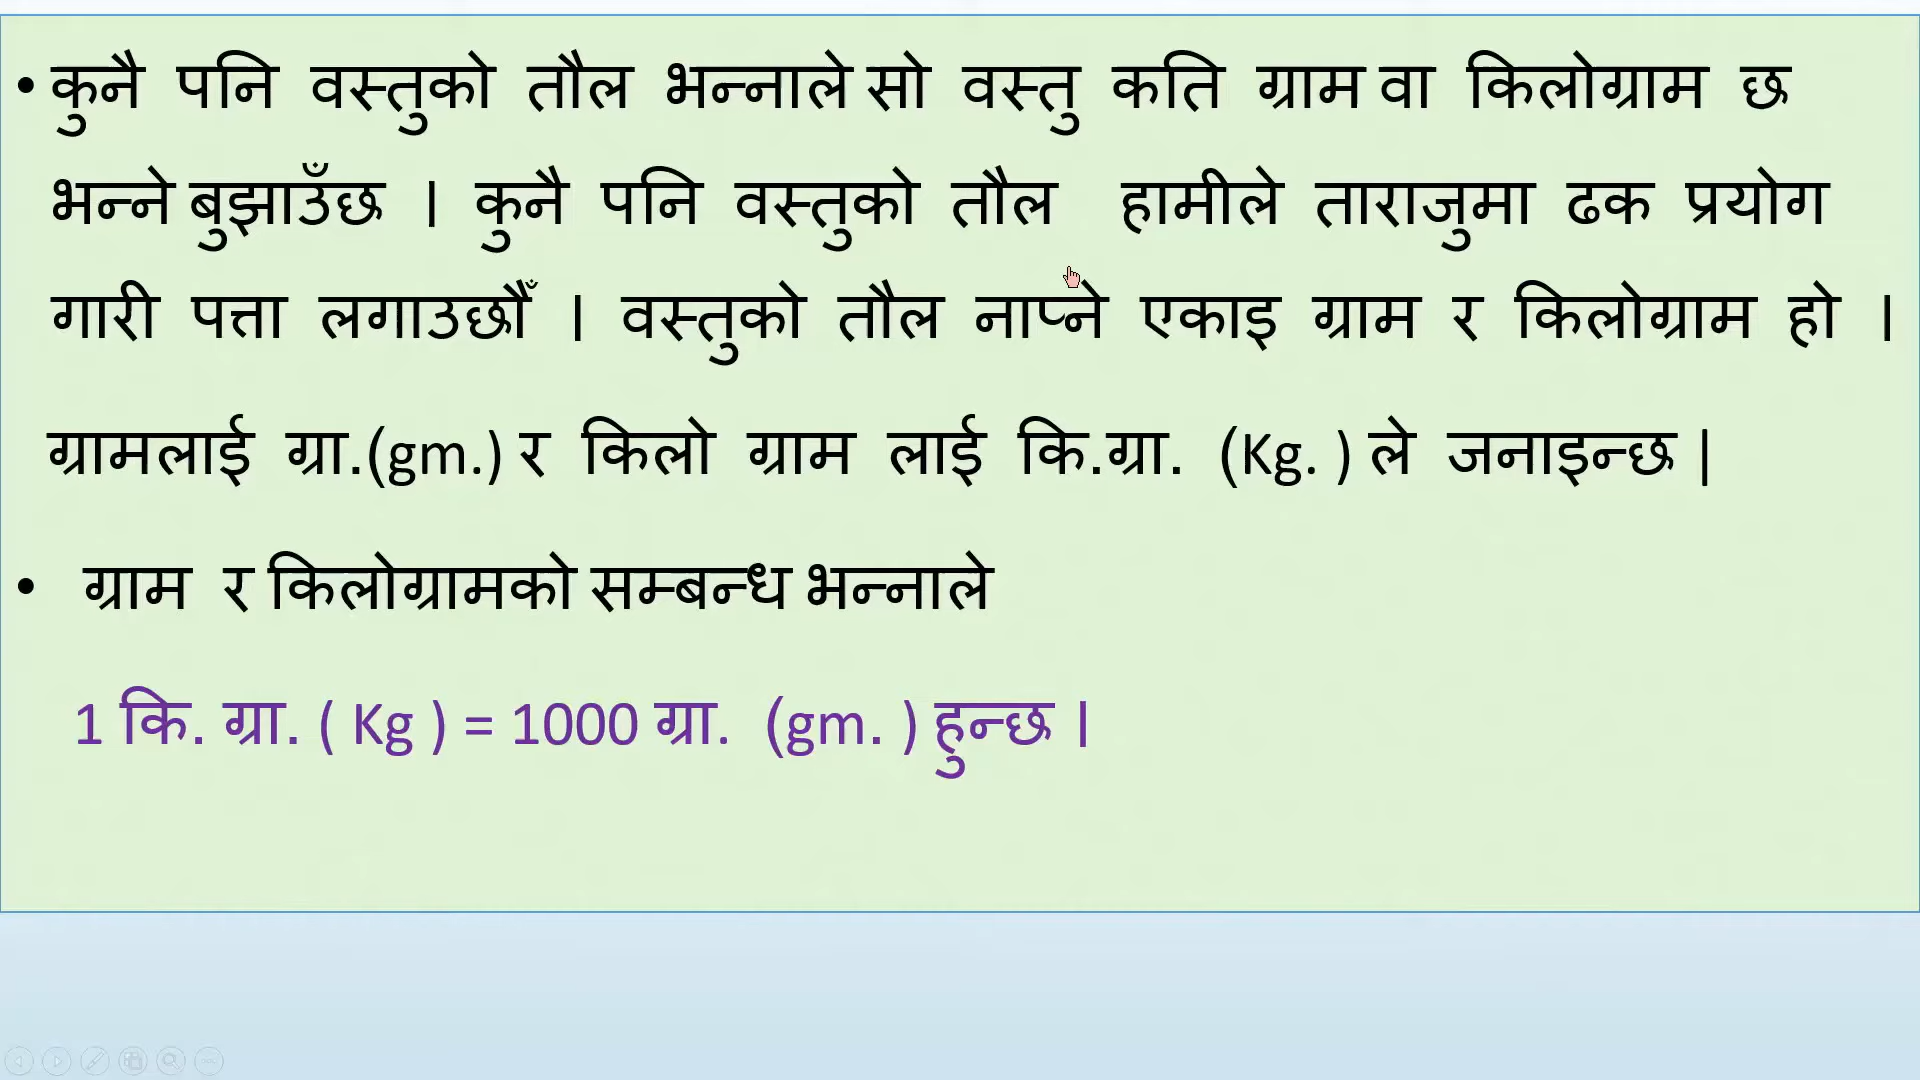 • कुनै पनि वस्तुको तौल भन्नाले सो वस्तु कति ग्राम वा किलोग्राम छ
भन्ने बुझाउँछ । कुनै पनि वस्तुको तौल हामीले ताराजुमा ढक प्रयोग
गारी पत्ता लगाउछौँ । वस्तुको तौल नाप्ने एकाइ ग्राम र किलोग्राम हो ।
ग्रामलाई ग्रा.(gm.) र किलो ग्राम लाई कि.ग्रा. (Kg. ) ले जनाइन्छ |
• ग्राम र किलोग्रामको सम्बन्ध भन्नाले
1 कि. ग्रा. ( Kg ) = 1000 ग्रा. (gm. ) हुन्छ ।